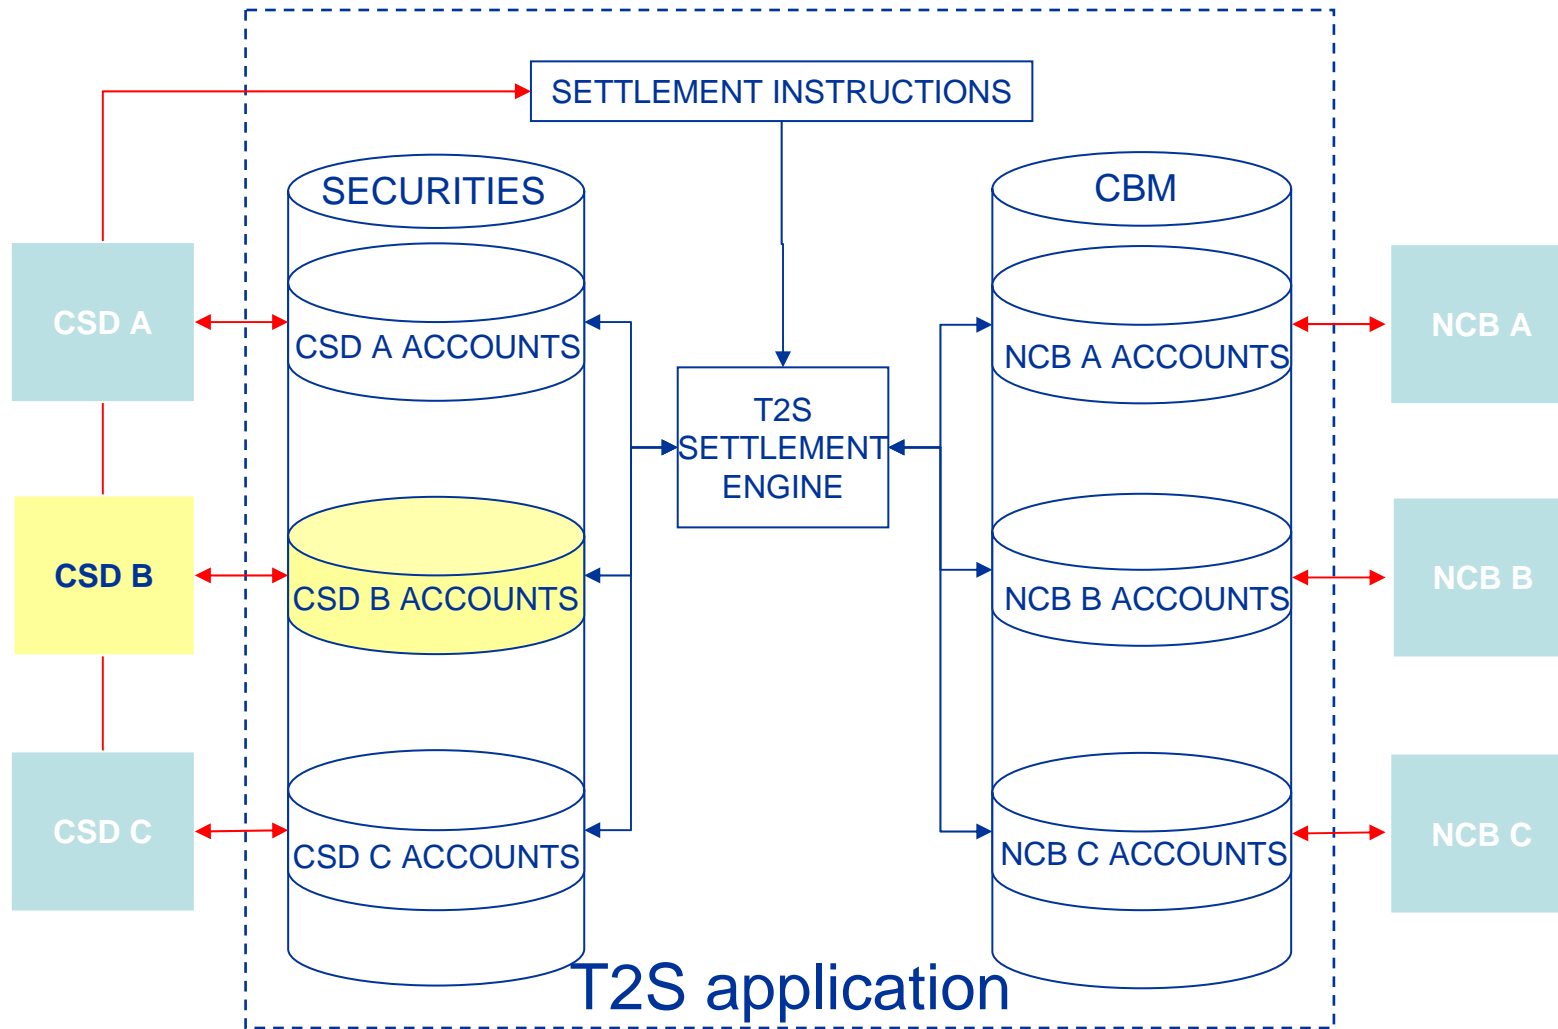 SETTLEMENT INSTRUCTIONS
SECURITIES
CBM
CSD A
CSD A ACCOUNTS
NCB A ACCOUNTS
NCB A
T2S
SETTLEMENT
ENGINE
CSD B
CSD B ACCOUNTS
NCB B ACCOUNTS
NCB B
CSD C
CSD C ACCOUNTS
NCB C ACCOUNTS
NCB C
T2S application